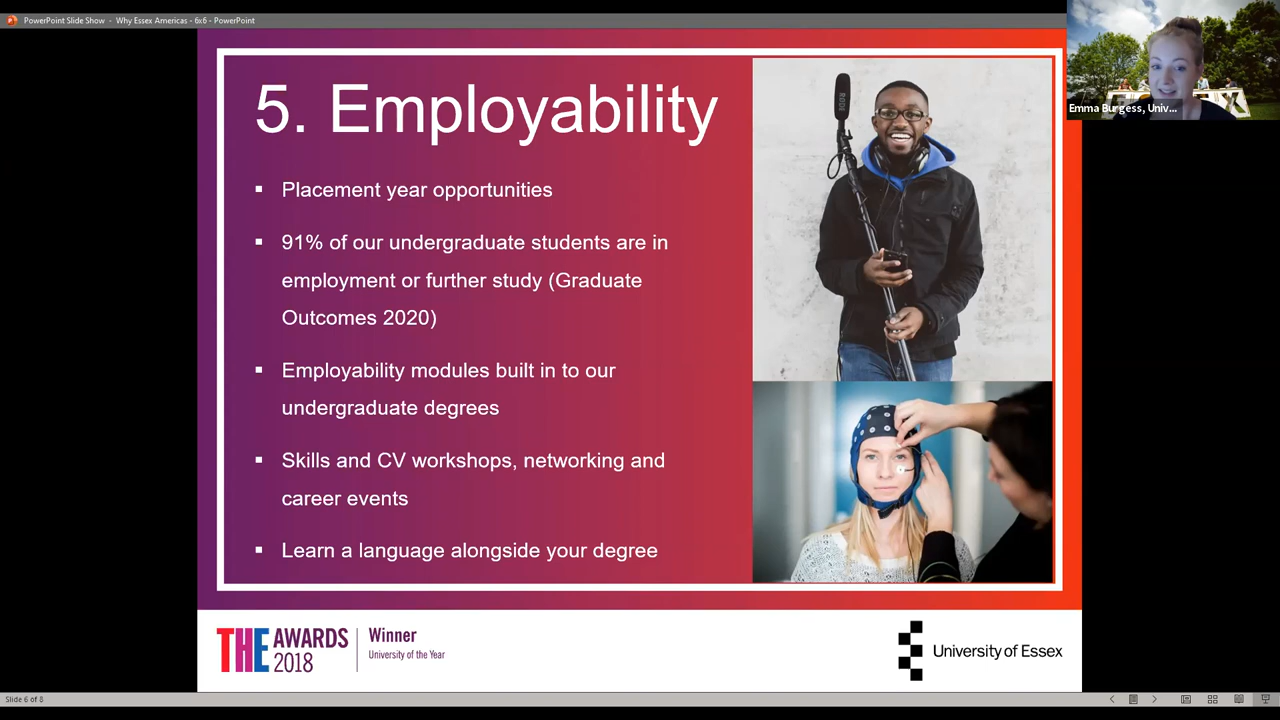 PowerPoint Slide Show - Why Essex Americas - 6x6 - PowerPoint
Emma Burgess, Univ...
5. Employability
RODE
▪ Placement year opportunities
▪ 91% of our undergraduate students are in
employment or further study (Graduate
Outcomes 2020)
▪ Employability modules built in to our
undergraduate degrees
▪ Skills and CV workshops, networking and
career events
▪ Learn a language alongside your degree
THE AWARDS 2018
Winner
University of the Year
University of Essex
Slide 6 of 8